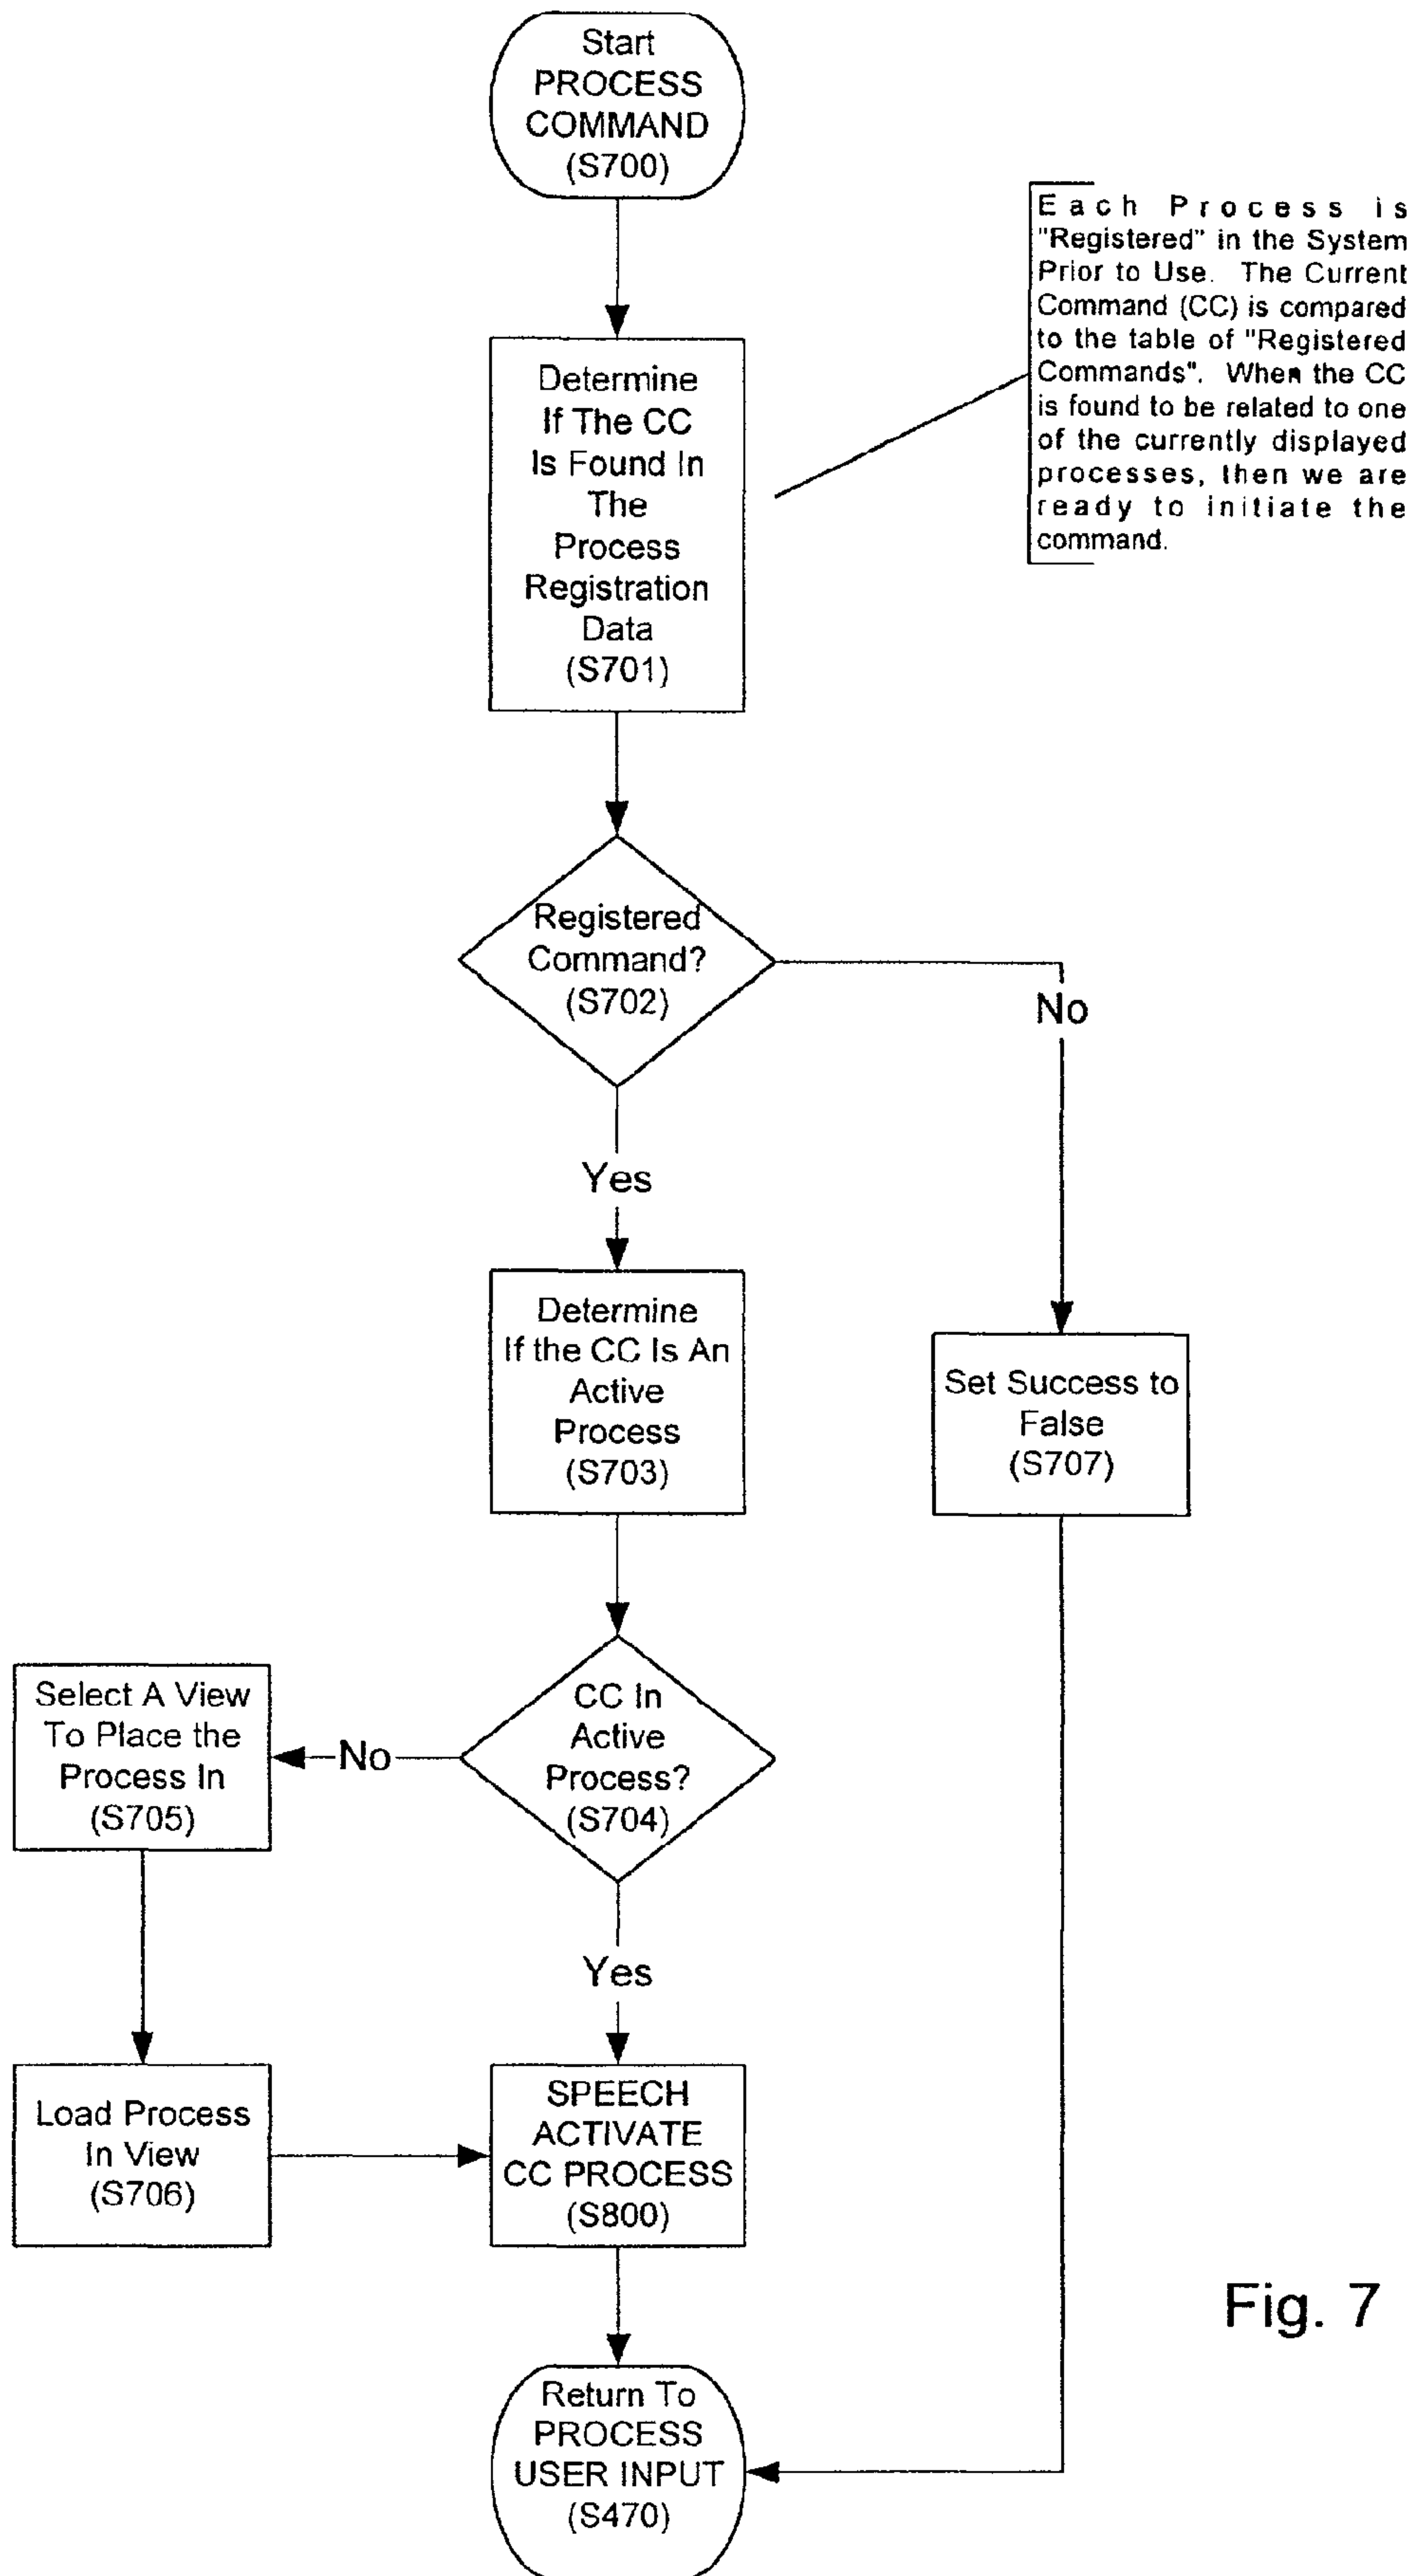 Start
PROCESS
COMMAND
(S700)
Each Process is
"Registered" in the System
Prior to Use. The Current
Command (CC) is compared
to the table of "Registered
Commands". When the CC
is found to be related to one
of the currently displayed
processes, then we are
ready to initiate the
command.
Determine
If The CC
Is Found In
The
Process
Registration
Data
(S701)
Registered
Command?
(S702)
No
Yes
Determine
If the CC Is An
Active
Process
(S703)
Set Success to
False
(S707)
CC In
Active
Process?
(S704)
No
Select A View
To Place the
Process In
(S705)
Yes
Load Process
In View
(S706)
SPEECH
ACTIVATE
CC PROCESS
(S800)
Return To
PROCESS
USER INPUT
(S470)
Fig. 7